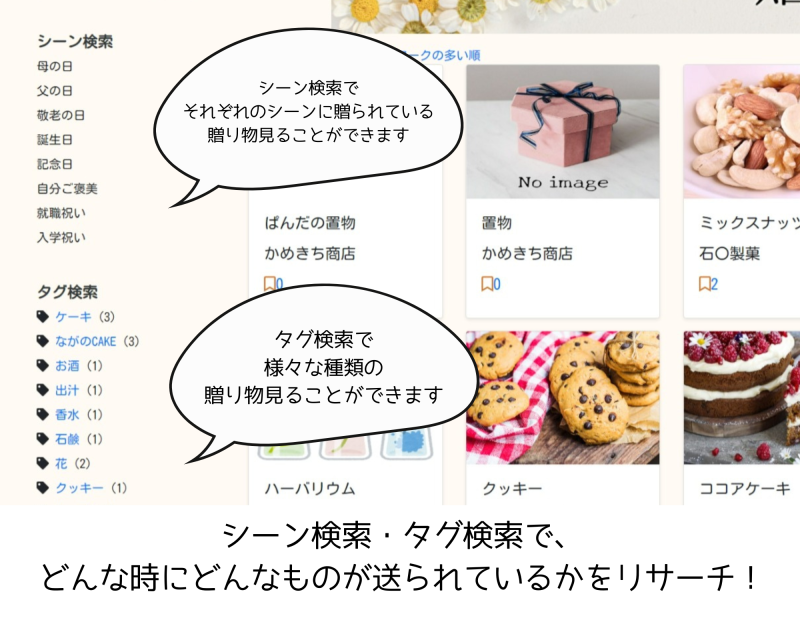 シーン検索
母の日
父の日
敬老の日
誕生日
記念日
自分ご褒美
就職祝い
入学祝い
タグ検索
ケーキ (3)
ながのCAKE (3)
お酒 (1)
出汁 (1)
香水 (1)
石鹸 (1)
花 (2)
クッキー (1)
シーン検索で
それぞれのシーンに贈られている
贈り物見ることができます
ークの多い順
No image
ぱんだの置物
かめきち商店
0
置物
かめきち商店
0
ミックスナッツ
石〇製菓
2
タグ検索で
様々な種類の
贈り物見ることができます
ハーバリウム
クッキー
ココアケーキ
シーン検索・タグ検索で、
どんな時にどんなものが送られているかをリサーチ！